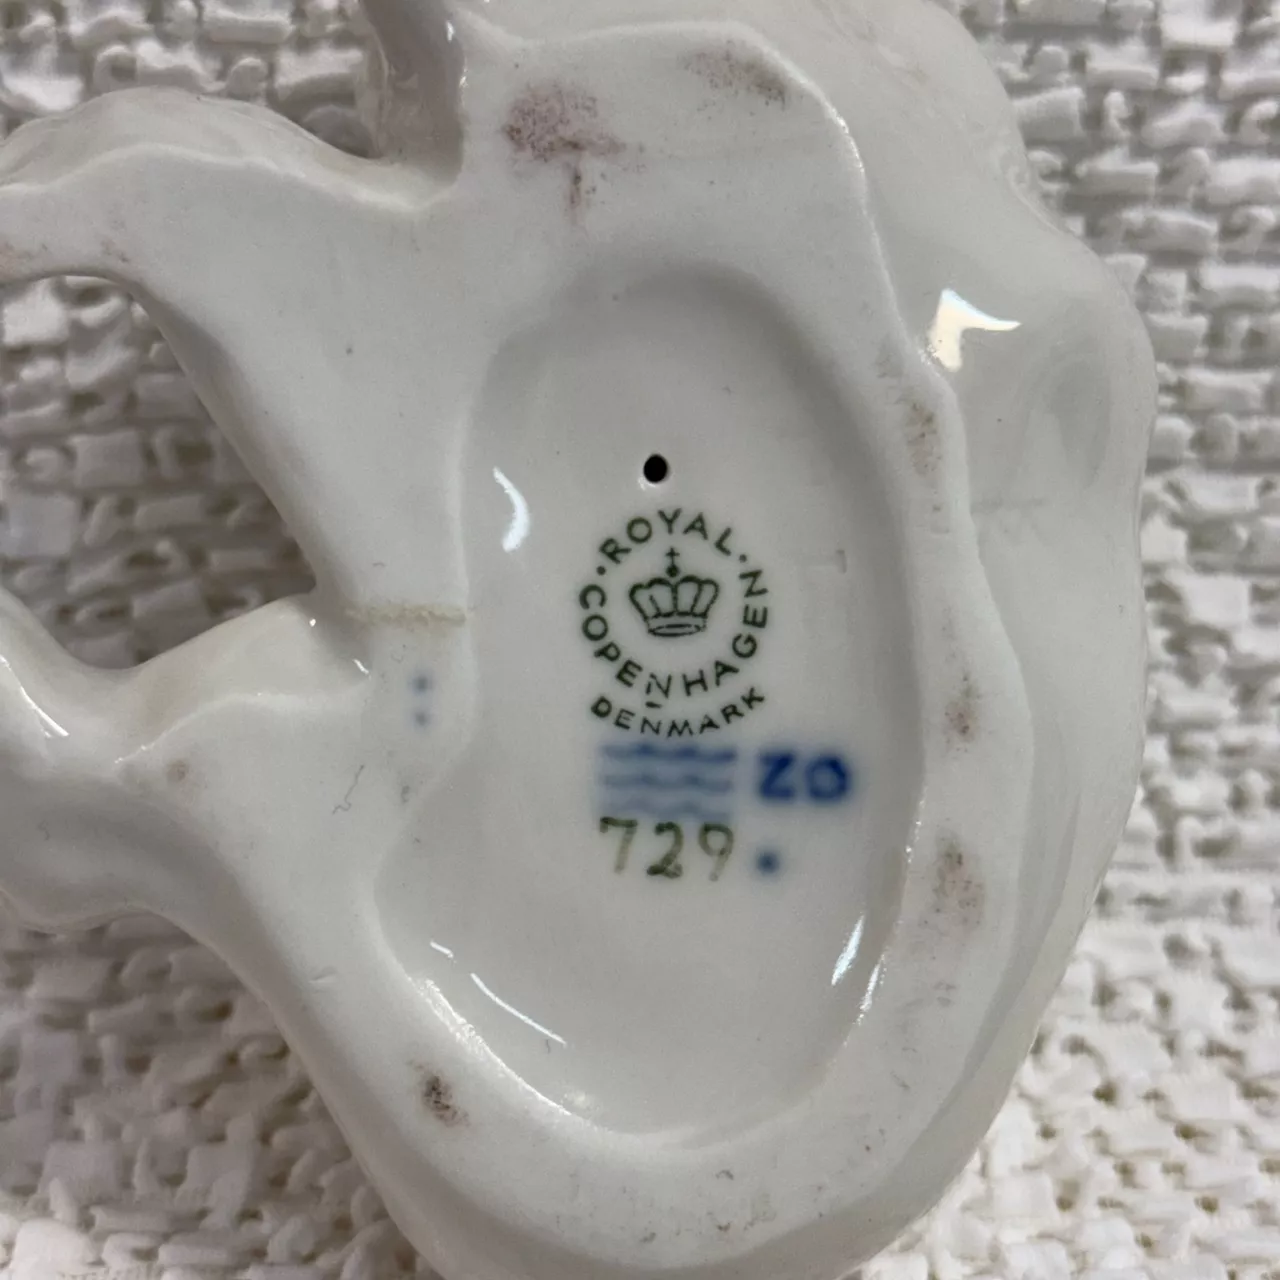 ROYAL
COPENHAGEN
DENMARK
ZO
729